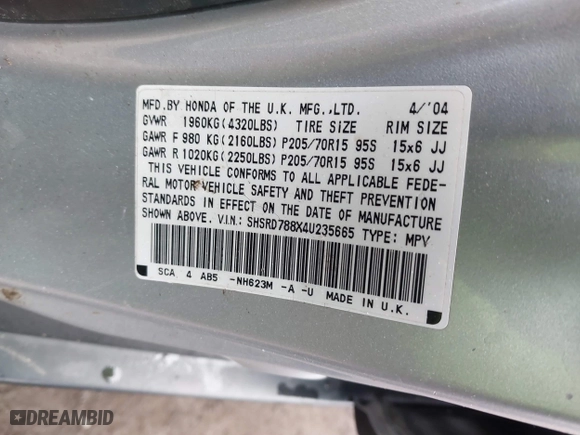 MFD.BY HONDA OF THE U.K. MFG.,LTD. 4/'04
GVWR 1960KG(4320LBS) TIRE SIZE RIM SIZE
GAWR F 980 KG(2160LBS) P205/70R15 95S 15x6 JJ
GAWR R 1020KG(2250LBS) P205/70R15 95S 15x6 JJ
THIS VEHICLE CONFORMS TO ALL APPLICABLE FEDE-
RAL MOTOR VEHICLE SAFETY AND THEFT PREVENTION
STANDARDS IN EFFECT ON THE DATE OF MANUFACTURE
SHOWN ABOVE. V.I.N.: SHSRD788X4U235665 TYPE: MPV
SCA 4 AB5 -NH623M -A -U MADE IN U.K.
DREAMBID